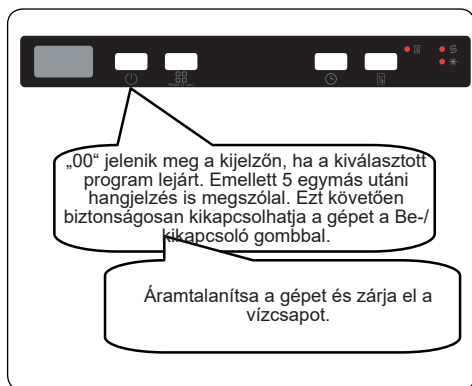 „00“ jelenik meg a kijelzőn, ha a kiválasztott
program lejárt. Emellett 5 egymás utáni
hangjelzés is megszólal. Ezt követően
biztonságosan kikapcsolhatja a gépet a Be-/
kikapcsoló gombbal.
Áramtalanítsa a gépet és zárja el a
vízcsapot.